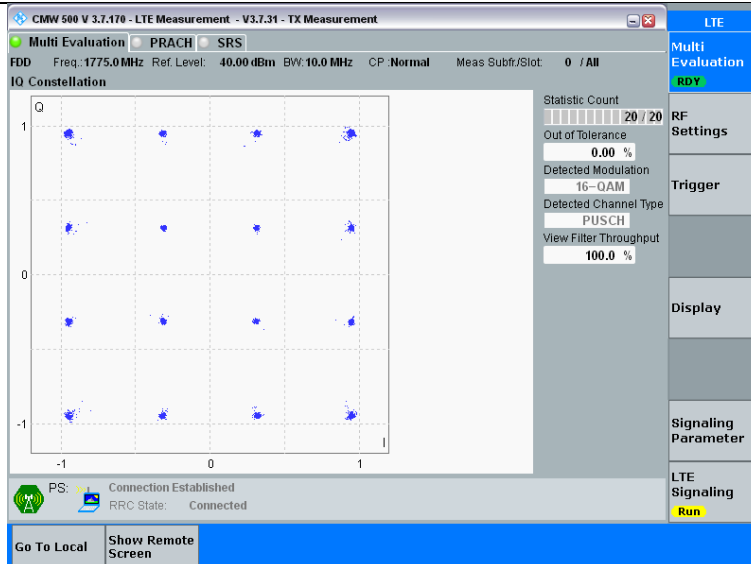 CMW 500 V 3.7.170 - LTE Measurement - V3.7.31 - TX Measurement
LTE
Multi Evaluation PRACH SRS
Multi
Evaluation
RDY
FDD Freq.:1775.0 MHz Ref. Level: 40.00 dBm BW:10.0 MHz CP :Normal Meas Subfr./Slot: 0 / All
IQ Constellation
Q
1
0
-1
I
-1 0 1
Statistic Count
20 / 20
Out of Tolerance
0.00 %
Detected Modulation
16-QAM
Detected Channel Type
PUSCH
View Filter Throughput
100.0 %
RF
Settings
Trigger
Display
Signaling
Parameter
LTE
Signaling
Run
PS: Connection Established
RRC State: Connected
Go To Local
Show Remote
Screen